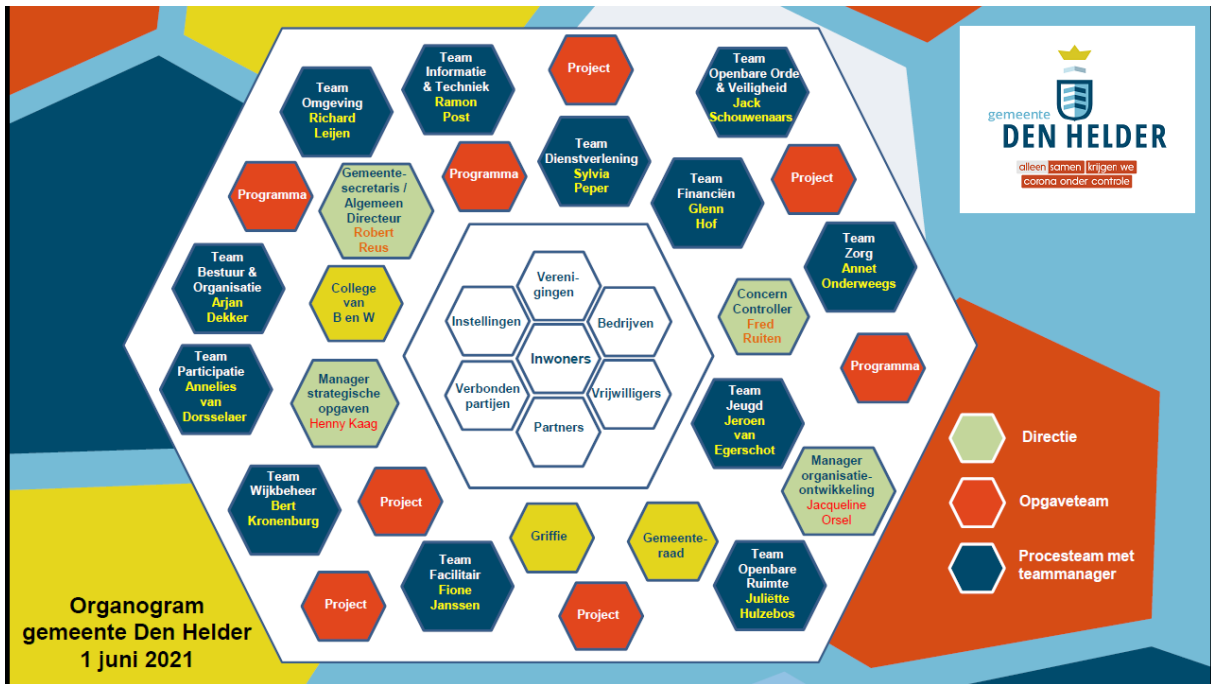 Team
Omgeving
Richard
Leijen
Team
Informatie
& Techniek
Ramon
Post
Project
Team
Openbare Orde
& Veiligheid
Jack
Schouwenaars
gemeente
DEN HELDER
alleen samen krijgen we
corona onder controle
Programma
Gemeente-
secretaris /
Algemeen
Directeur
Robert
Reus
Programma
Team
Dienstverlening
Sylvia
Peper
Team
Financiën
Glenn
Hof
Project
Team
Bestuur &
Organisatie
Arjan
Dekker
College
van
B en W
Team
Zorg
Annet
Onderweegs
Concern
Controller
Fred
Ruiten
Vereni-
gingen
Instellingen
Bedrijven
Inwoners
Verbonden
partijen
Vrijwilligers
Partners
Team
Participatie
Annelies
van
Dorsselaer
Manager
strategische
opgaven
Henny Kaag
Programma
Team
Jeugd
Jeroen
van
Egerschot
Manager
organisatie-
ontwikkeling
Jacqueline
Orsel
Team
Wijkbeheer
Bert
Kronenburg
Project
Griffie
Gemeente-
raad
Team
Facilitair
Fione
Janssen
Project
Project
Team
Openbare
Ruimte
Juliëtte
Hulzebos
Directie
Opgaveteam
Procesteam met
teammanager
Organogram
gemeente Den Helder
1 juni 2021